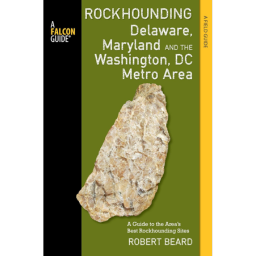 A
FALCON
GUIDE
ROCKHOUNDING
Delaware,
Maryland AND THE
Washington, DC
Metro Area
A FALCON GUIDE
A Guide to the Area's
Best Rockhounding Sites
ROBERT BEARD